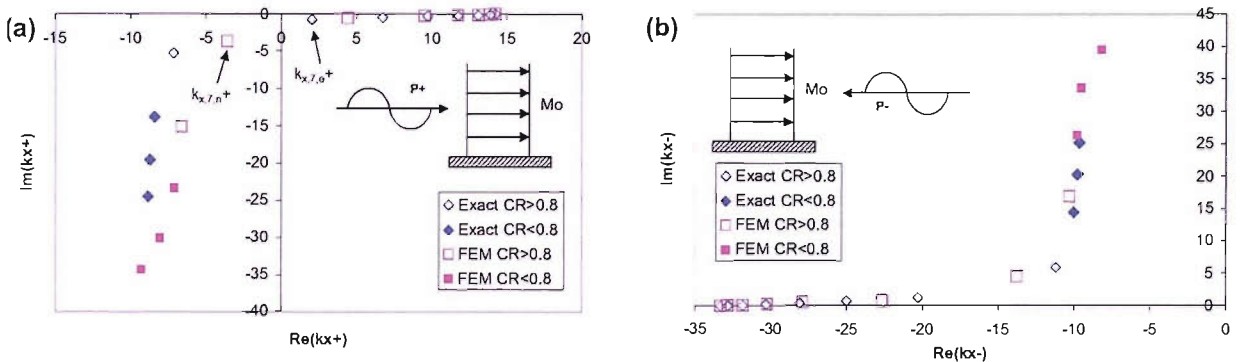 (a)
-15 -10 -5 0 5 10 15 20
0
-5
-10
-15
-20
-25
-30
-35
-40
Im(kx+)
Re(kx+)
kx,7,n+
kx,7,e+
P+
Mo
Exact CR>0.8
Exact CR<0.8
FEM CR>0.8
FEM CR<0.8
(b)
45
40
35
30
25
20
15
10
5
0
-35 -30 -25 -20 -15 -10 -5 0
Im(kx-)
Re(kx-)
Mo
P-
Exact CR>0.8
Exact CR<0.8
FEM CR>0.8
FEM CR<0.8